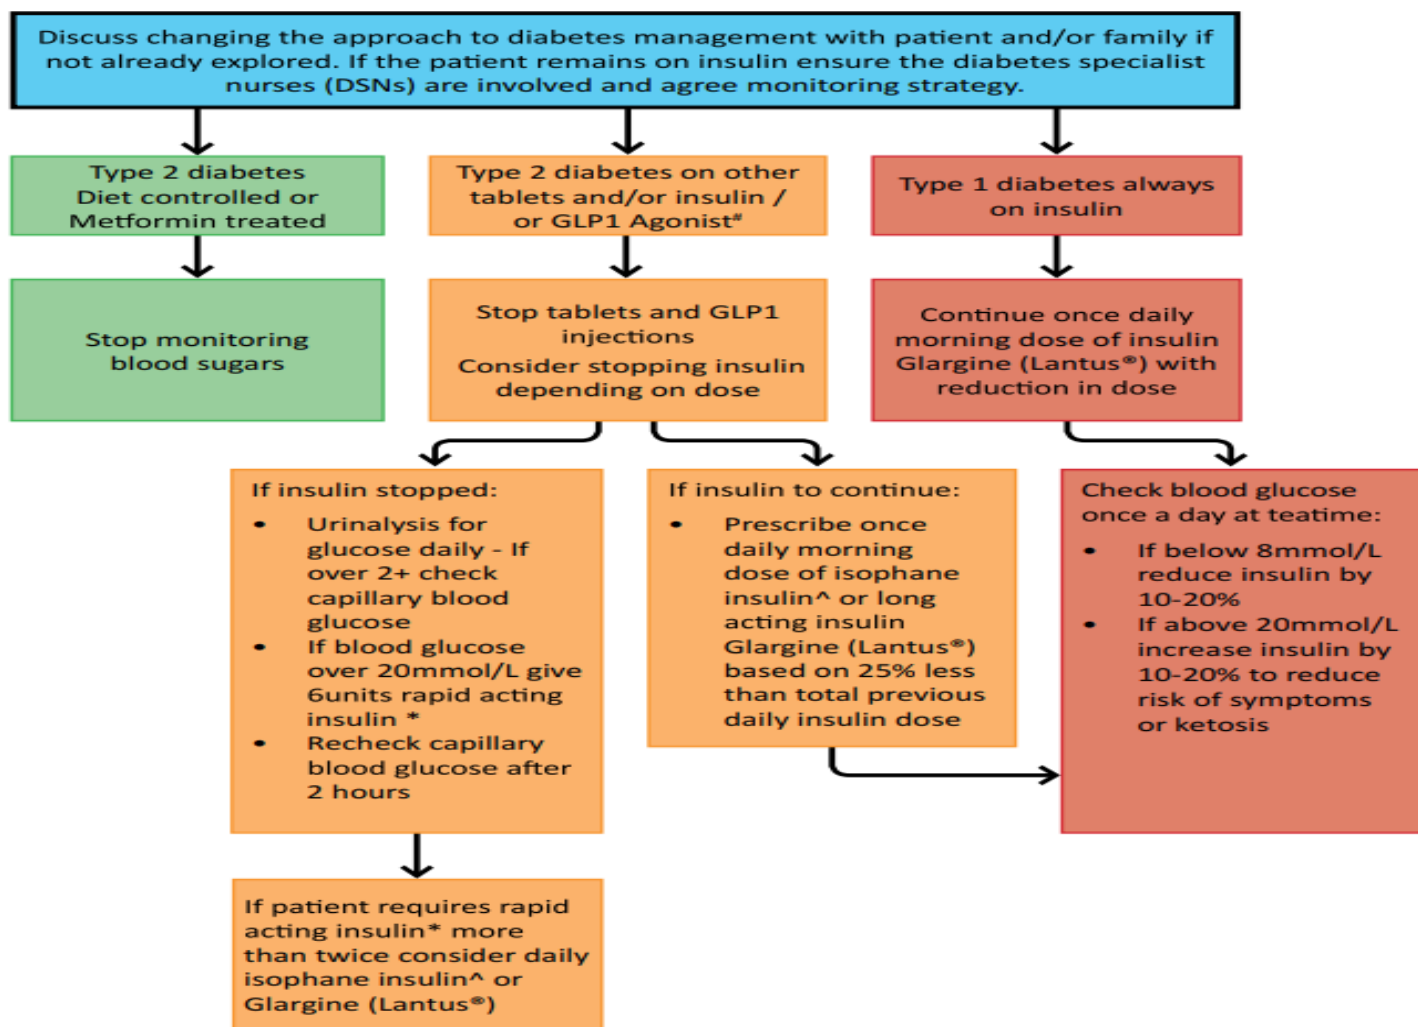 Discuss changing the approach to diabetes management with patient and/or family if
not already explored. If the patient remains on insulin ensure the diabetes specialist
nurses (DSNs) are involved and agree monitoring strategy.
Type 2 diabetes
Diet controlled or
Metformin treated
Type 2 diabetes on other
tablets and/or insulin /
or GLP1 Agonist#
Type 1 diabetes always
on insulin
Stop monitoring
blood sugars
Stop tablets and GLP1
injections
Consider stopping insulin
depending on dose
Continue once daily
morning dose of insulin
Glargine (Lantus®) with
reduction in dose
If insulin stopped:
• Urinalysis for
glucose daily - If
over 2+ check
capillary blood
glucose
• If blood glucose
over 20mmol/L give
6units rapid acting
insulin *
• Recheck capillary
blood glucose after
2 hours
If insulin to continue:
• Prescribe once
daily morning
dose of isophane
insulin^ or long
acting insulin
Glargine (Lantus®)
based on 25% less
than total previous
daily insulin dose
Check blood glucose
once a day at teatime:
• If below 8mmol/L
reduce insulin by
10-20%
• If above 20mmol/L
increase insulin by
10-20% to reduce
risk of symptoms
or ketosis
If patient requires rapid
acting insulin* more
than twice consider daily
isophane insulin^ or
Glargine (Lantus®)